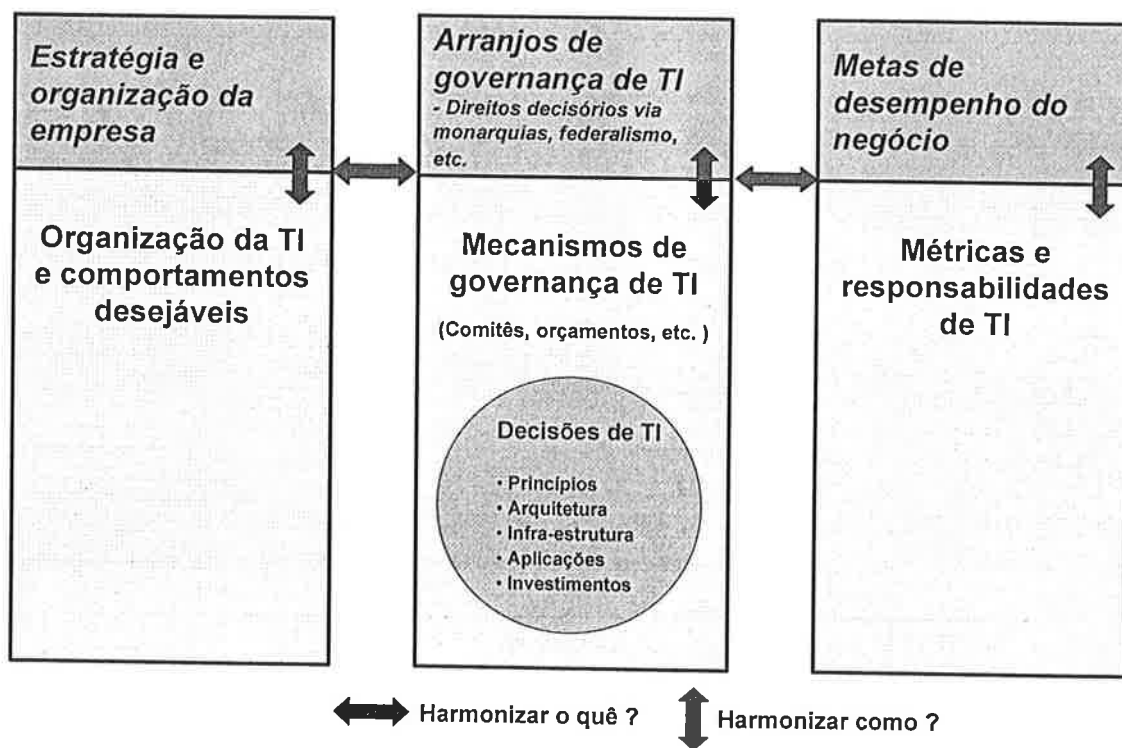 Estratégia e
organização da
empresa
Organização da TI
e comportamentos
desejáveis
Arranjos de
governança de TI
- Direitos decisórios via
monarquias, federalismo,
etc.
Mecanismos de
governança de TI
(Comitês, orçamentos, etc. )
Decisões de TI
• Princípios
• Arquitetura
• Infra-estrutura
• Aplicações
• Investimentos
Metas de
desempenho do
negócio
Métricas e
responsabilidades
de TI
Harmonizar o quê ?
Harmonizar como ?